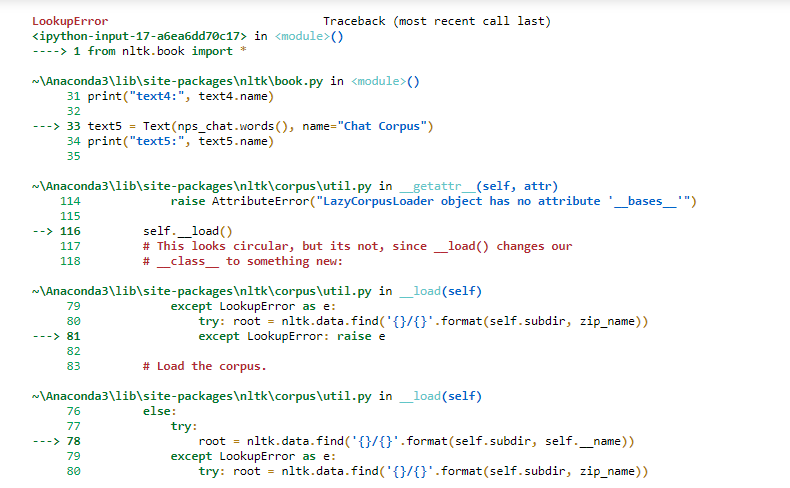 LookupError                               Traceback (most recent call last)
<ipython-input-17-a6ea6dd70c17> in <module>()
----> 1 from nltk.book import *

~\Anaconda3\lib\site-packages\nltk\book.py in <module>()
     31 print("text4:", text4.name)
     32
---> 33 text5 = Text(nps_chat.words(), name="Chat Corpus")
     34 print("text5:", text5.name)
     35

~\Anaconda3\lib\site-packages\nltk\corpus\util.py in __getattr__(self, attr)
    114             raise AttributeError("LazyCorpusLoader object has no attribute '__bases__'")
    115
--> 116         self.__load()
    117         # This looks circular, but its not, since __load() changes our
    118         # __class__ to something new:

~\Anaconda3\lib\site-packages\nltk\corpus\util.py in __load(self)
     79             except LookupError as e:
     80                 try: root = nltk.data.find('{}/{}'.format(self.subdir, zip_name))
---> 81                 except LookupError: raise e
     82
     83         # Load the corpus.

~\Anaconda3\lib\site-packages\nltk\corpus\util.py in __load(self)
     76         else:
     77             try:
---> 78                 root = nltk.data.find('{}/{}'.format(self.subdir, self.__name))
     79             except LookupError as e:
     80                 try: root = nltk.data.find('{}/{}'.format(self.subdir, zip_name))